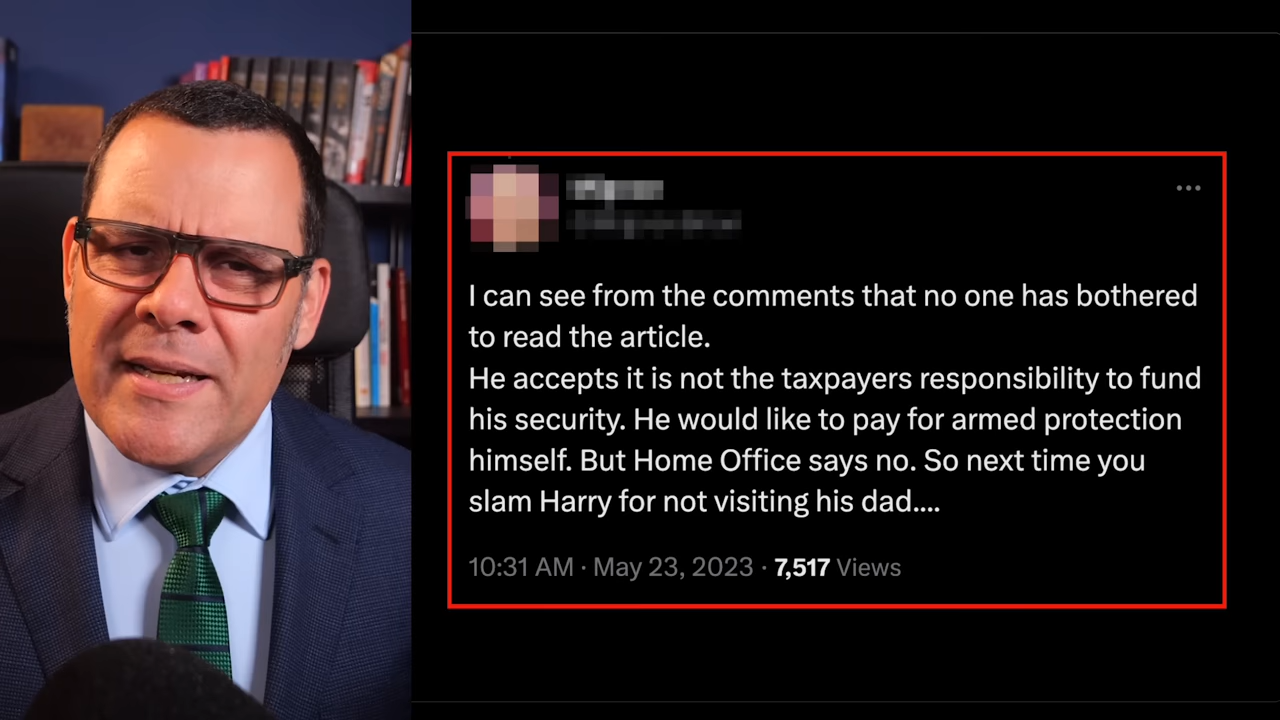 I can see from the comments that no one has bothered
to read the article.
He accepts it is not the taxpayers responsibility to fund
his security. He would like to pay for armed protection
himself. But Home Office says no. So next time you
slam Harry for not visiting his dad....
10:31 AM · May 23, 2023 · 7,517 Views